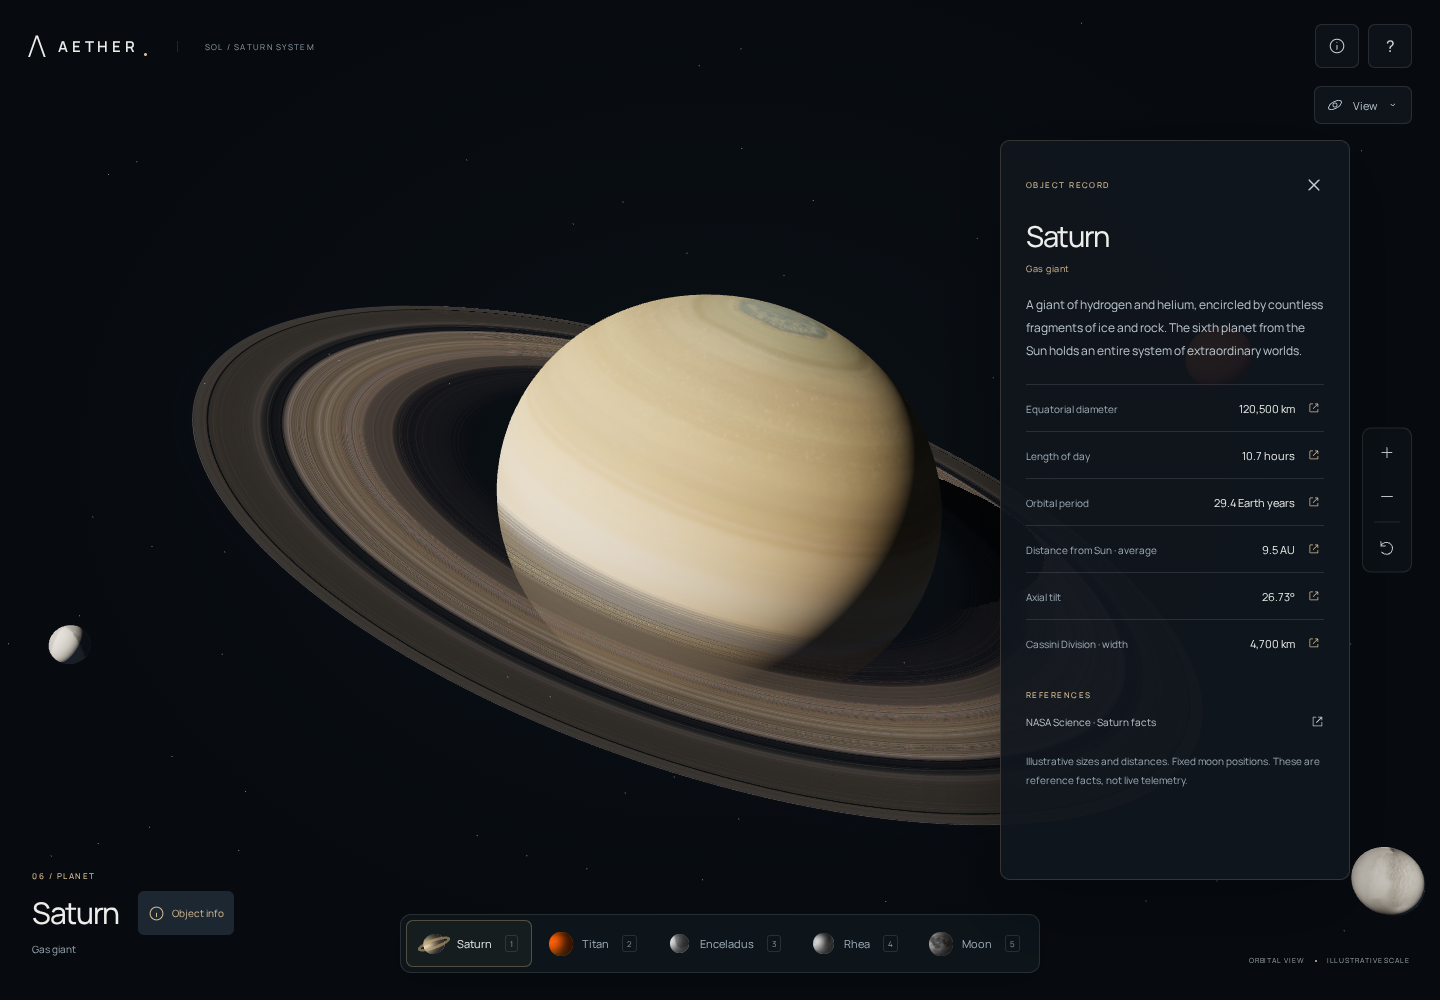 AETHER.
SOL / SATURN SYSTEM
?
View
OBJECT RECORD
Saturn
Gas giant
A giant of hydrogen and helium, encircled by countless
fragments of ice and rock. The sixth planet from the
Sun holds an entire system of extraordinary worlds.
Equatorial diameter 120,500 km
Length of day 10.7 hours
Orbital period 29.4 Earth years
Distance from Sun · average 9.5 AU
Axial tilt 26.73°
Cassini Division · width 4,700 km
REFERENCES
NASA Science · Saturn facts
Illustrative sizes and distances. Fixed moon positions. These are
reference facts, not live telemetry.
06 / PLANET
Saturn
Object info
Gas giant
Saturn 1 Titan 2 Enceladus 3 Rhea 4 Moon 5
ORBITAL VIEW • ILLUSTRATIVE SCALE